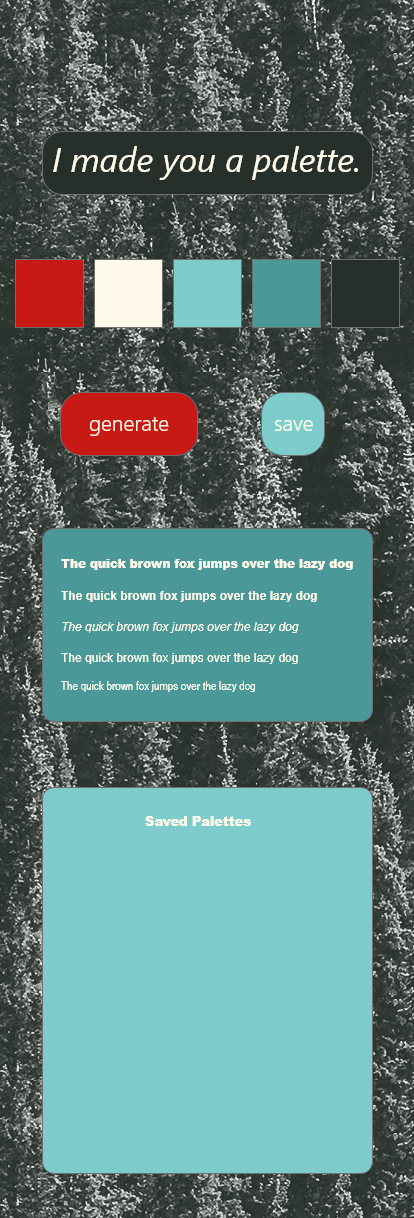 I made you a palette.
generate
save
The quick brown fox jumps over the lazy dog
The quick brown fox jumps over the lazy dog
The quick brown fox jumps over the lazy dog
The quick brown fox jumps over the lazy dog
The quick brown fox jumps over the lazy dog
Saved Palettes